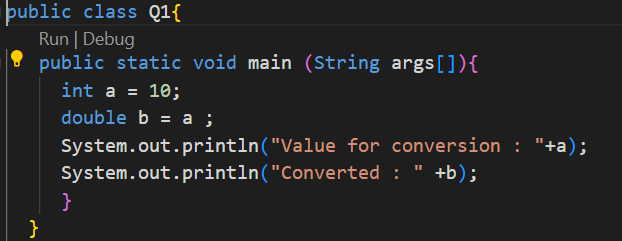 public class Q1{
Run | Debug
public static void main (String args[]){
int a = 10;
double b = a ;
System.out.println("Value for conversion : "+a);
System.out.println("Converted : " +b);
}
}